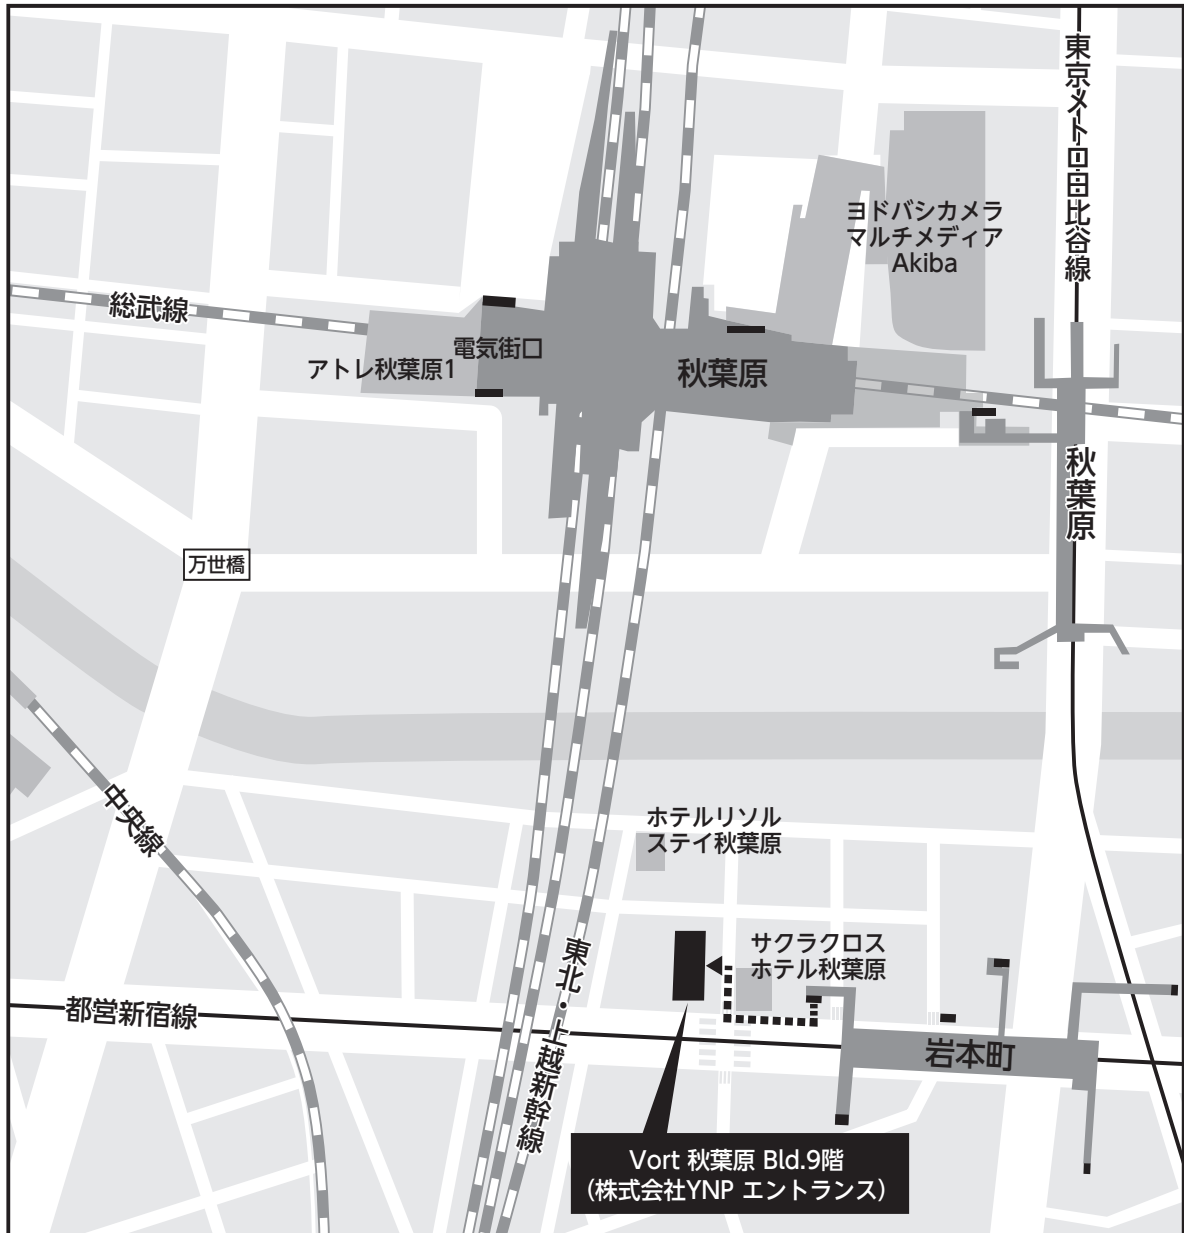 東京メトロ日比谷線
ヨドバシカメラ
マルチメディア
Akiba
総武線
電気街口
アトレ秋葉原1
秋葉原
秋葉原
万世橋
中央線
ホテルリソル
ステイ秋葉原
サクラクロス
ホテル秋葉原
東北・上越新幹線
都営新宿線
岩本町
Vort 秋葉原 Bld.9階
(株式会社YNP エントランス)